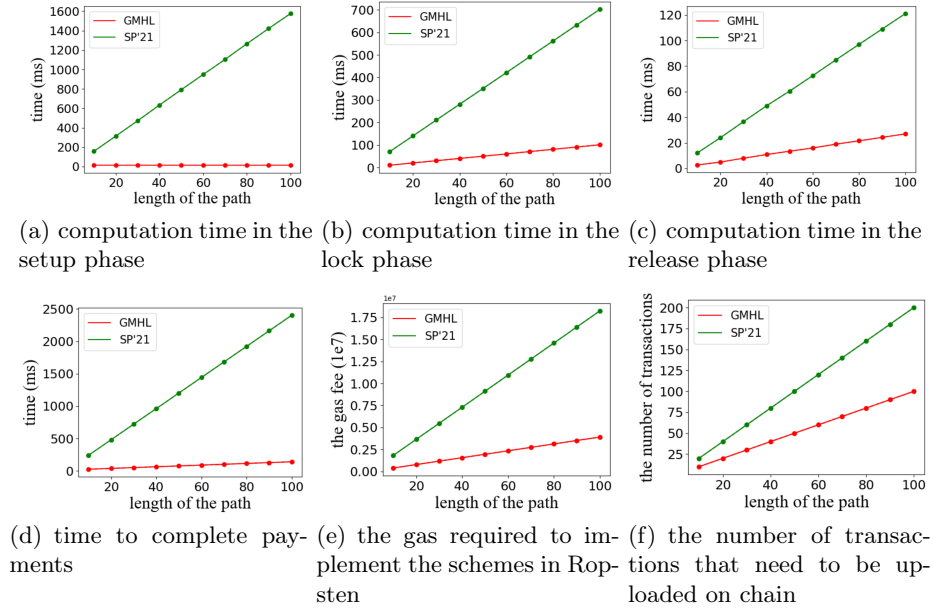 1600
1400
1200
1000
800
600
400
200
0
time (ms)
GMHL
SP'21
20 40 60 80 100
length of the path
700
600
500
400
300
200
100
0
time (ms)
GMHL
SP'21
20 40 60 80 100
length of the path
120
100
80
60
40
20
0
time (ms)
GMHL
SP'21
20 40 60 80 100
length of the path
(a) computation time in the
setup phase
(b) computation time in the
lock phase
(c) computation time in the
release phase
2500
2000
1500
1000
500
0
time (ms)
GMHL
SP'21
20 40 60 80 100
length of the path
1e7
1.75
1.50
1.25
1.00
0.75
0.50
0.25
0.00
the gas fee (1e7)
GMHL
SP'21
20 40 60 80 100
length of the path
200
175
150
125
100
75
50
25
the number of transactions
GMHL
SP'21
20 40 60 80 100
length of the path
(d) time to complete pay-
ments
(e) the gas required to im-
plement the schemes in Rop-
sten
(f) the number of transac-
tions that need to be up-
loaded on chain